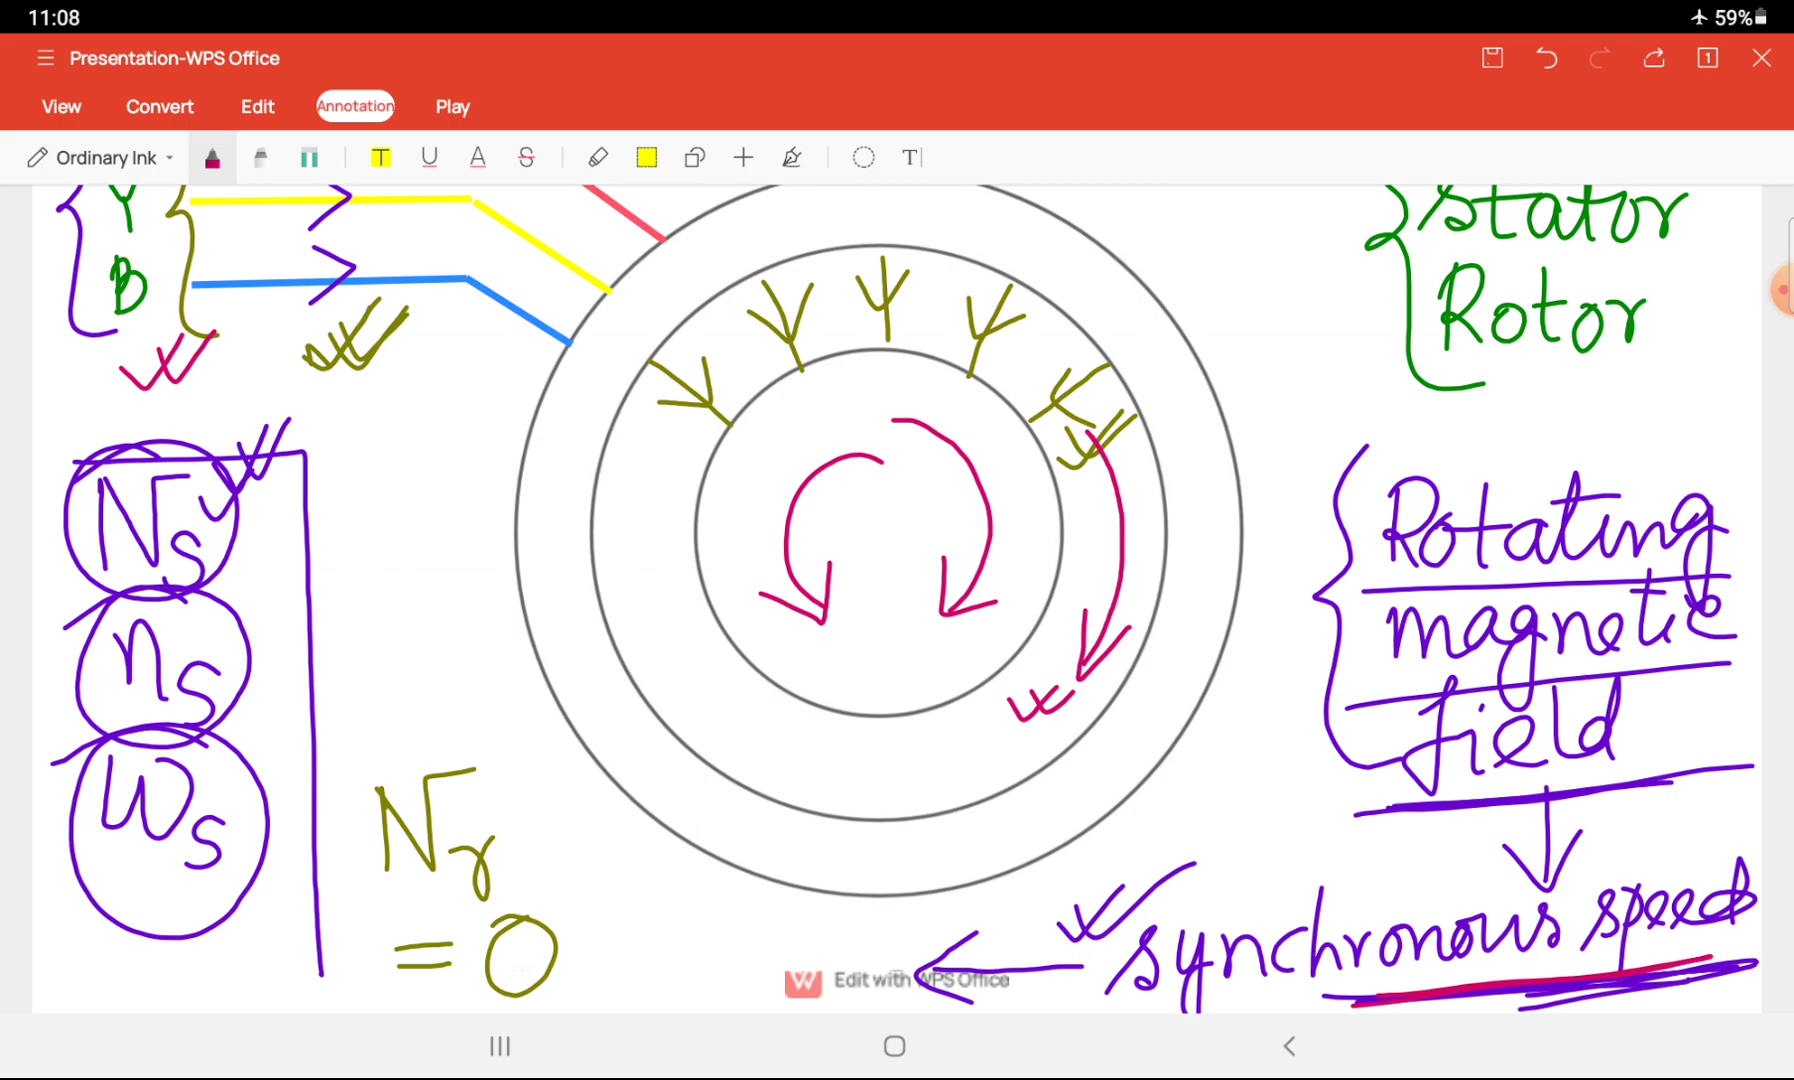 11:08 59%
Presentation-WPS Office 1
View Convert Edit Annotation Play
Ordinary Ink T U A S T
Y
B
Stator
Rotor
Ns
ns
ws
Nr
= 0
Rotating
magnetic
field
synchronous speed
Edit with WPS Office